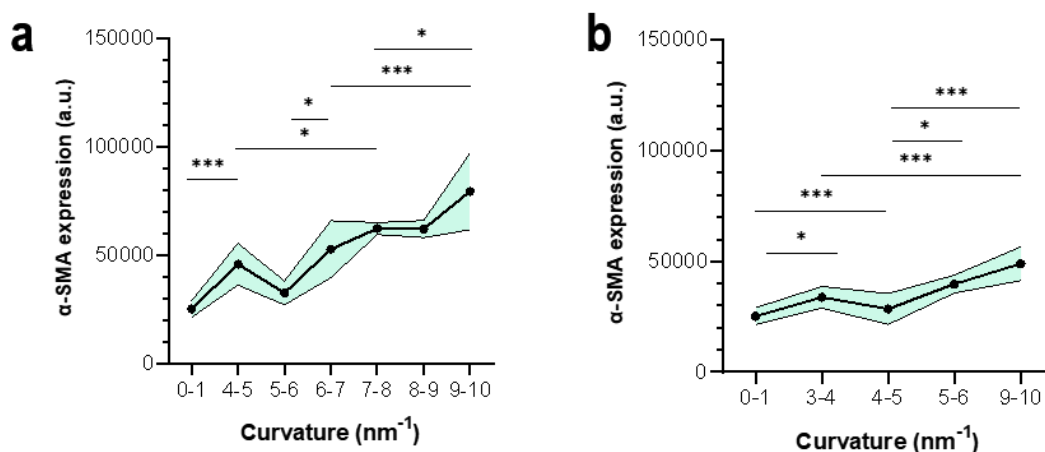 a
α-SMA expression (a.u.)
150000
100000
50000
0
*
***
*
*
***
0-1 4-5 5-6 6-7 7-8 8-9 9-10
Curvature (nm⁻¹)
b
α-SMA expression (a.u.)
150000
100000
50000
0
***
*
***
***
*
0-1 3-4 4-5 5-6 9-10
Curvature (nm⁻¹)